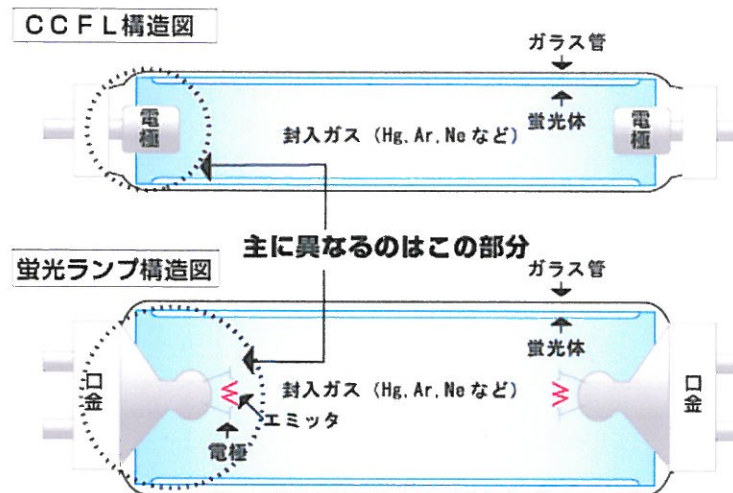 CCFL構造図
ガラス管
電極
封入ガス (Hg, Ar, Ne など)
蛍光体
電極
主に異なるのはこの部分
蛍光ランプ構造図
ガラス管
蛍光体
口金
封入ガス (Hg, Ar, Ne など)
口金
エミッタ
電極